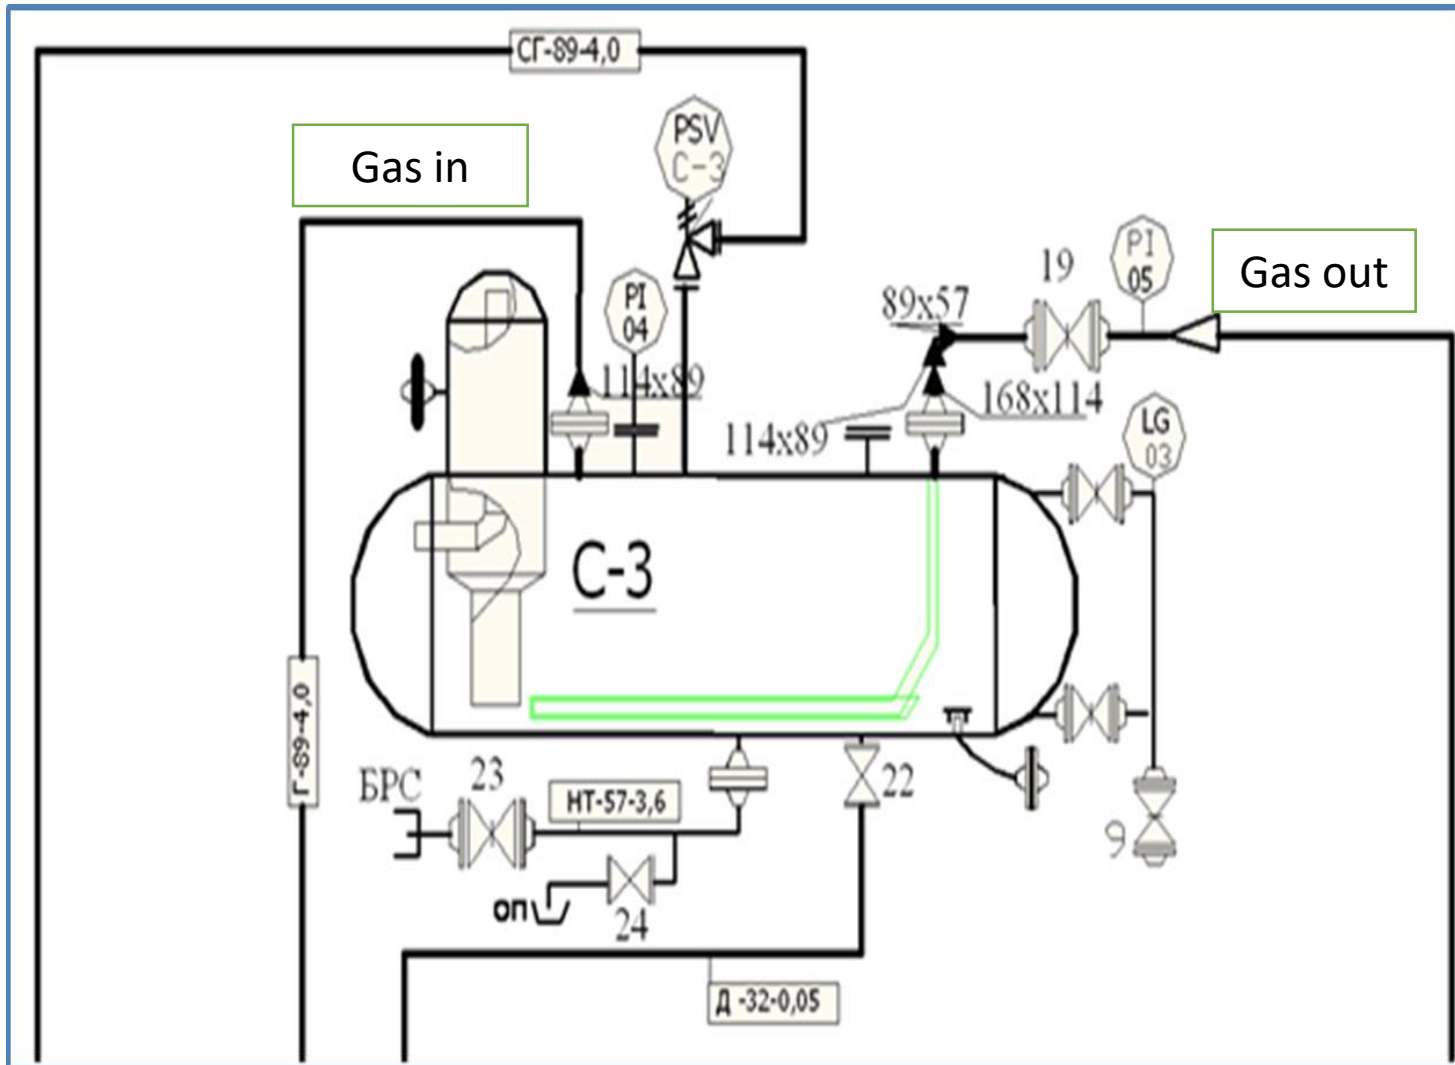 СГ-89-4,0
PSV
С-3
Gas in
PI
04
19
PI
05
Gas out
89x57
114x89
168x114
114x89
LG
03
С-3
Г-89-4,0
БРС
23
НТ-57-3,6
22
9
ОП
24
Д -32-0,05